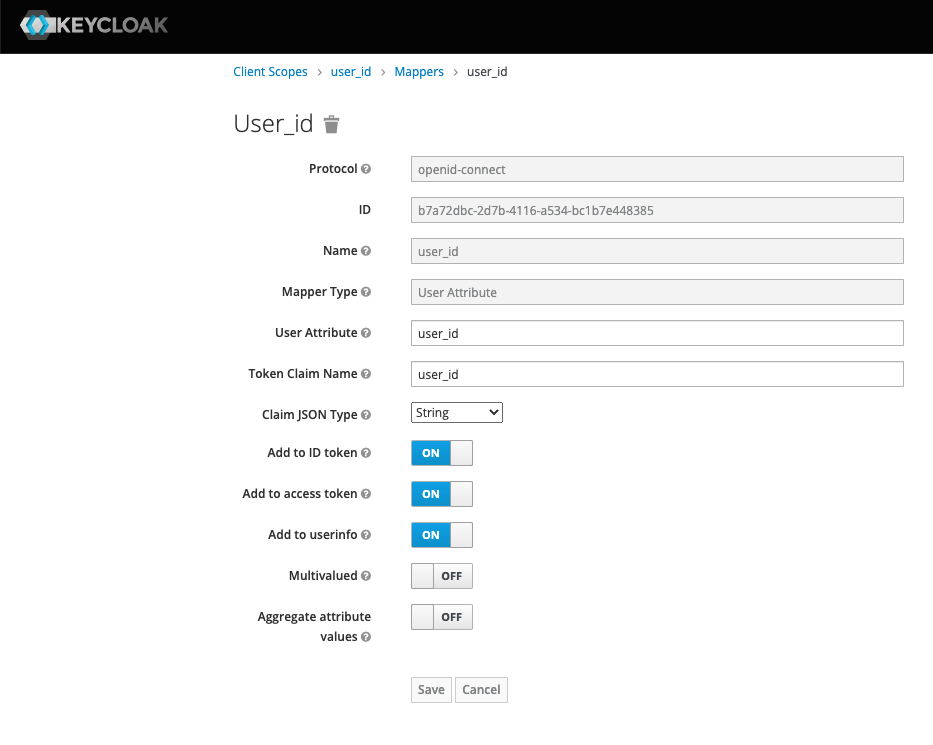 KEYCLOAK
Client Scopes > user_id > Mappers > user_id
User_id
Protocol openid-connect
ID b7a72dbc-2d7b-4116-a534-bc1b7e448385
Name user_id
Mapper Type User Attribute
User Attribute user_id
Token Claim Name user_id
Claim JSON Type String
Add to ID token ON
Add to access token ON
Add to userinfo ON
Multivalued OFF
Aggregate attribute OFF
values
Save Cancel